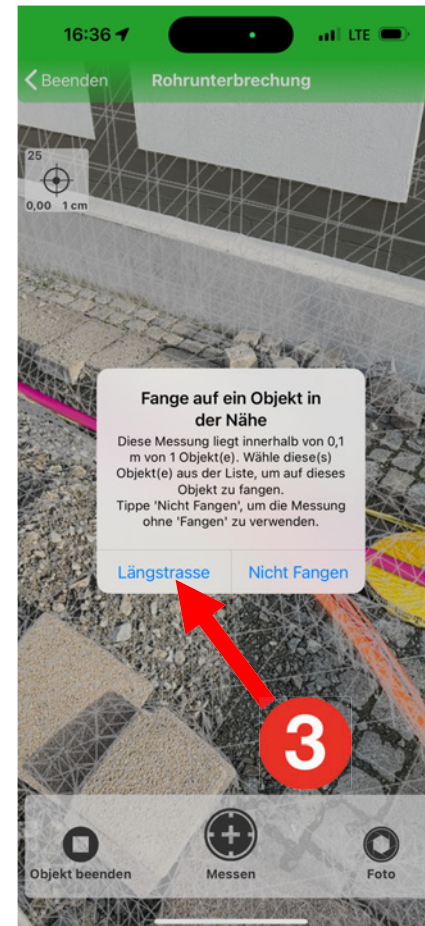 16:36 LTE
Beenden Rohrunterbrechung
25
0,00 1 cm
Fange auf ein Objekt in
der Nähe
Diese Messung liegt innerhalb von 0,1
m von 1 Objekt(e). Wähle diese(s)
Objekt(e) aus der Liste, um auf dieses
Objekt zu fangen.
Tippe 'Nicht Fangen', um die Messung
ohne 'Fangen' zu verwenden.
Längstrasse Nicht Fangen
3
Objekt beenden Messen Foto